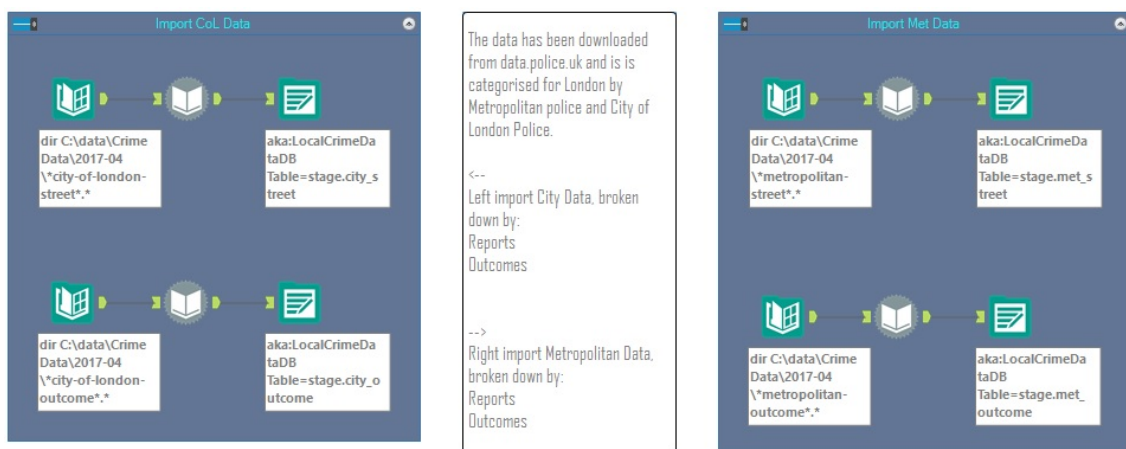 Import CoL Data
dir C:\data\Crime
Data\2017-04
\*city-of-london-
street*.*
aka:LocalCrimeDa
taDB
Table=stage.city_s
treet
dir C:\data\Crime
Data\2017-04
\*city-of-london-
outcome*.*
aka:LocalCrimeDa
taDB
Table=stage.city_o
utcome
The data has been downloaded
from data.police.uk and is is
categorised for London by
Metropolitan police and City of
London Police.
<--
Left import City Data, broken
down by:
Reports
Outcomes
-->
Right import Metropolitan Data,
broken down by:
Reports
Outcomes
Import Met Data
dir C:\data\Crime
Data\2017-04
\*metropolitan-
street*.*
aka:LocalCrimeDa
taDB
Table=stage.met_s
treet
dir C:\data\Crime
Data\2017-04
\*metropolitan-
outcome*.*
aka:LocalCrimeDa
taDB
Table=stage.met_
outcome